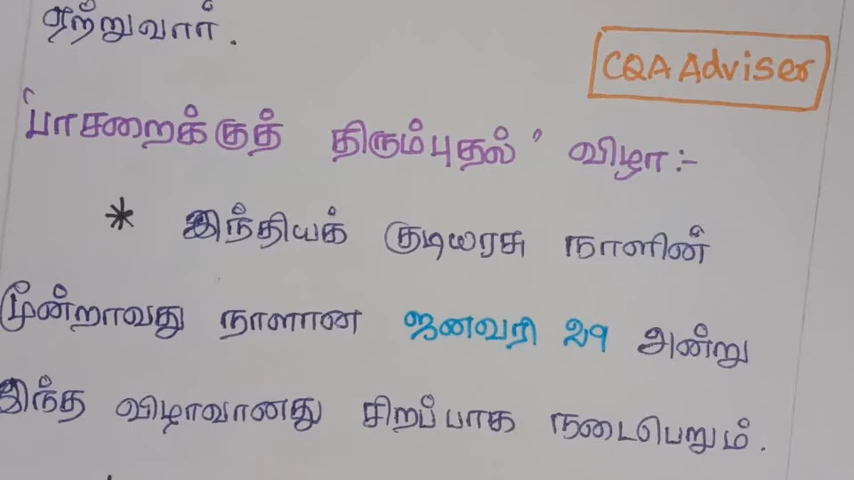 ஏற்றுவார்.
CQA Adviser
'பாசறைக்குத் திரும்புதல்' விழா:-
* இந்தியக் குடியரசு நாளின்
மூன்றாவது நாளான ஜனவரி 29 அன்று
இந்த விழாவானது சிறப்பாக நடைபெறும்.